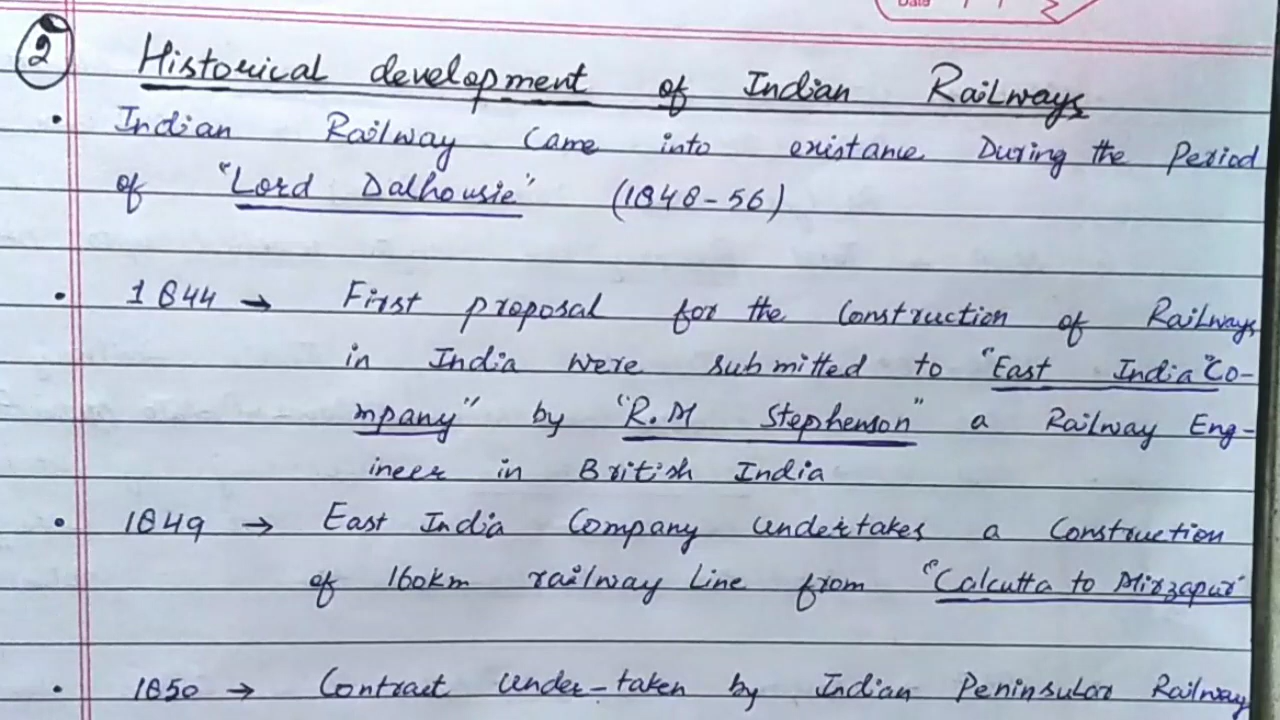 Date / /
② Historical development of Indian Railways
• Indian Railway Came into existance During the Period
of "Lord Dalhousie" (1848-56)
• 1844 → First proposal for the Construction of Railways
in India were submitted to "East India "Co-
mpany" by "R.M Stephenson" a Railway Eng-
ineer in British India
• 1849 → East India Company undertakes a Construction
of 160km railway Line from "Calcutta to Mirzapur"
• 1850 → Contract under-taken by Indian Peninsular Railway